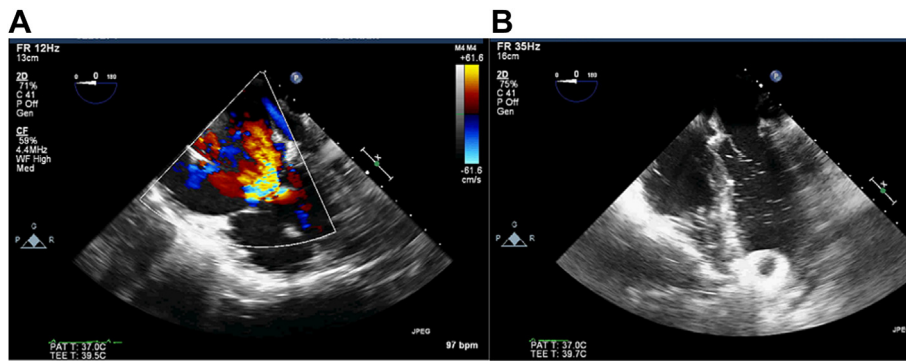 A
FR 12Hz
13cm
2D
71%
C 41
P Off
Gen
CF
59%
4.4MHz
WF High
Med
0 0 180
P
M4 M4
+61.6
-61.6
cm/s
X
G
P R
JPEG
PAT T: 37.0C
TEE T: 39.5C
97 bpm
B
FR 35Hz
16cm
2D
75%
C 41
P Off
Gen
0 0 180
P
X
G
P R
JPEG
PAT T: 37.0C
TEE T: 39.7C